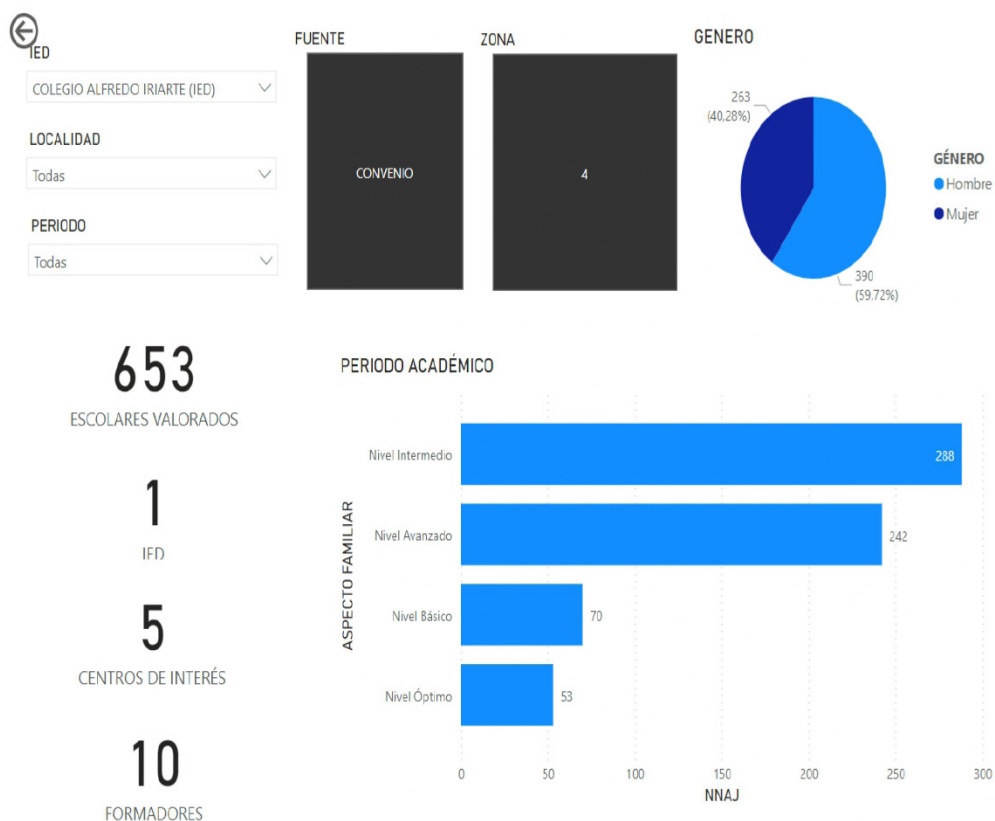 IED
COLEGIO ALFREDO IRIARTE (IED)
LOCALIDAD
Todas
PERIODO
Todas
FUENTE
CONVENIO
ZONA
4
GENERO
263
(40,28%)
390
(59.72%)
GÉNERO
Hombre
Mujer
653
ESCOLARES VALORADOS
1
IED
5
CENTROS DE INTERÉS
10
FORMADORES
PERIODO ACADÉMICO
ASPECTO FAMILIAR
Nivel Intermedio
288
Nivel Avanzado
242
Nivel Básico
70
Nivel Óptimo
53
0 50 100 150 200 250 300
NNAJ